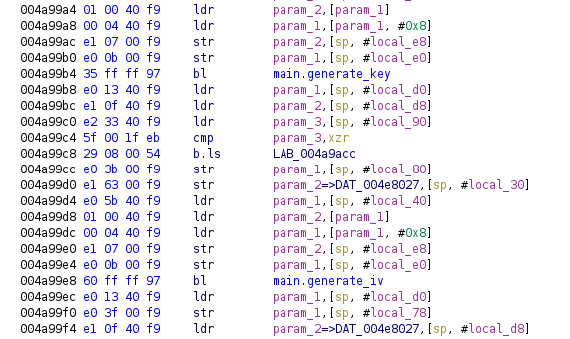 004a99a4 01 00 40 f9 ldr param_2,[param_1]
004a99a8 00 04 40 f9 ldr param_1,[param_1, #0x8]
004a99ac e1 07 00 f9 str param_2,[sp, #local_e8]
004a99b0 e0 0b 00 f9 str param_1,[sp, #local_e0]
004a99b4 35 ff ff 97 bl main.generate_key
004a99b8 e0 13 40 f9 ldr param_1,[sp, #local_d0]
004a99bc e1 0f 40 f9 ldr param_2,[sp, #local_d8]
004a99c0 e2 33 40 f9 ldr param_3,[sp, #local_90]
004a99c4 5f 00 1f eb cmp param_3,xzr
004a99c8 29 08 00 54 b.ls LAB_004a9acc
004a99cc e0 3b 00 f9 str param_1,[sp, #local_80]
004a99d0 e1 63 00 f9 str param_2=>DAT_004e8027,[sp, #local_30]
004a99d4 e0 5b 40 f9 ldr param_1,[sp, #local_40]
004a99d8 01 00 40 f9 ldr param_2,[param_1]
004a99dc 00 04 40 f9 ldr param_1,[param_1, #0x8]
004a99e0 e1 07 00 f9 str param_2,[sp, #local_e8]
004a99e4 e0 0b 00 f9 str param_1,[sp, #local_e0]
004a99e8 60 ff ff 97 bl main.generate_iv
004a99ec e0 13 40 f9 ldr param_1,[sp, #local_d0]
004a99f0 e0 3f 00 f9 str param_1,[sp, #local_78]
004a99f4 e1 0f 40 f9 ldr param_2=>DAT_004e8027,[sp, #local_d8]